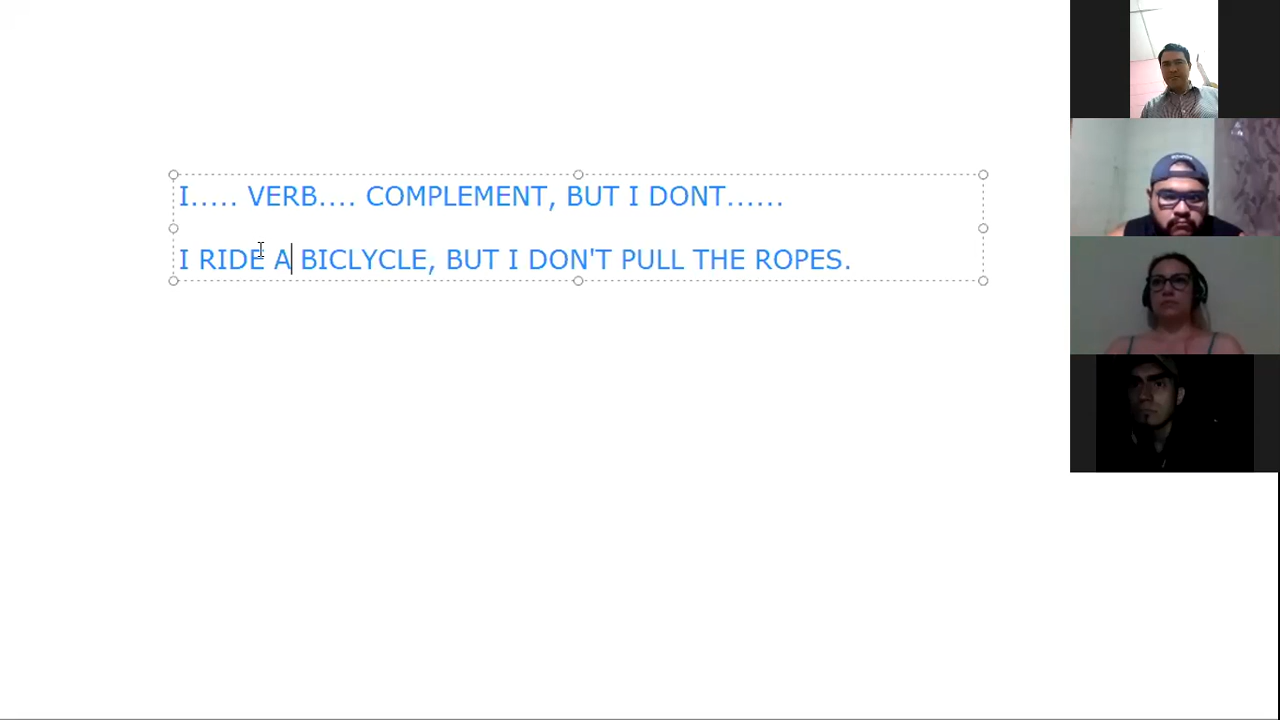 I..... VERB.... COMPLEMENT, BUT I DONT......
I RIDE A BICLYCLE, BUT I DON'T PULL THE ROPES.